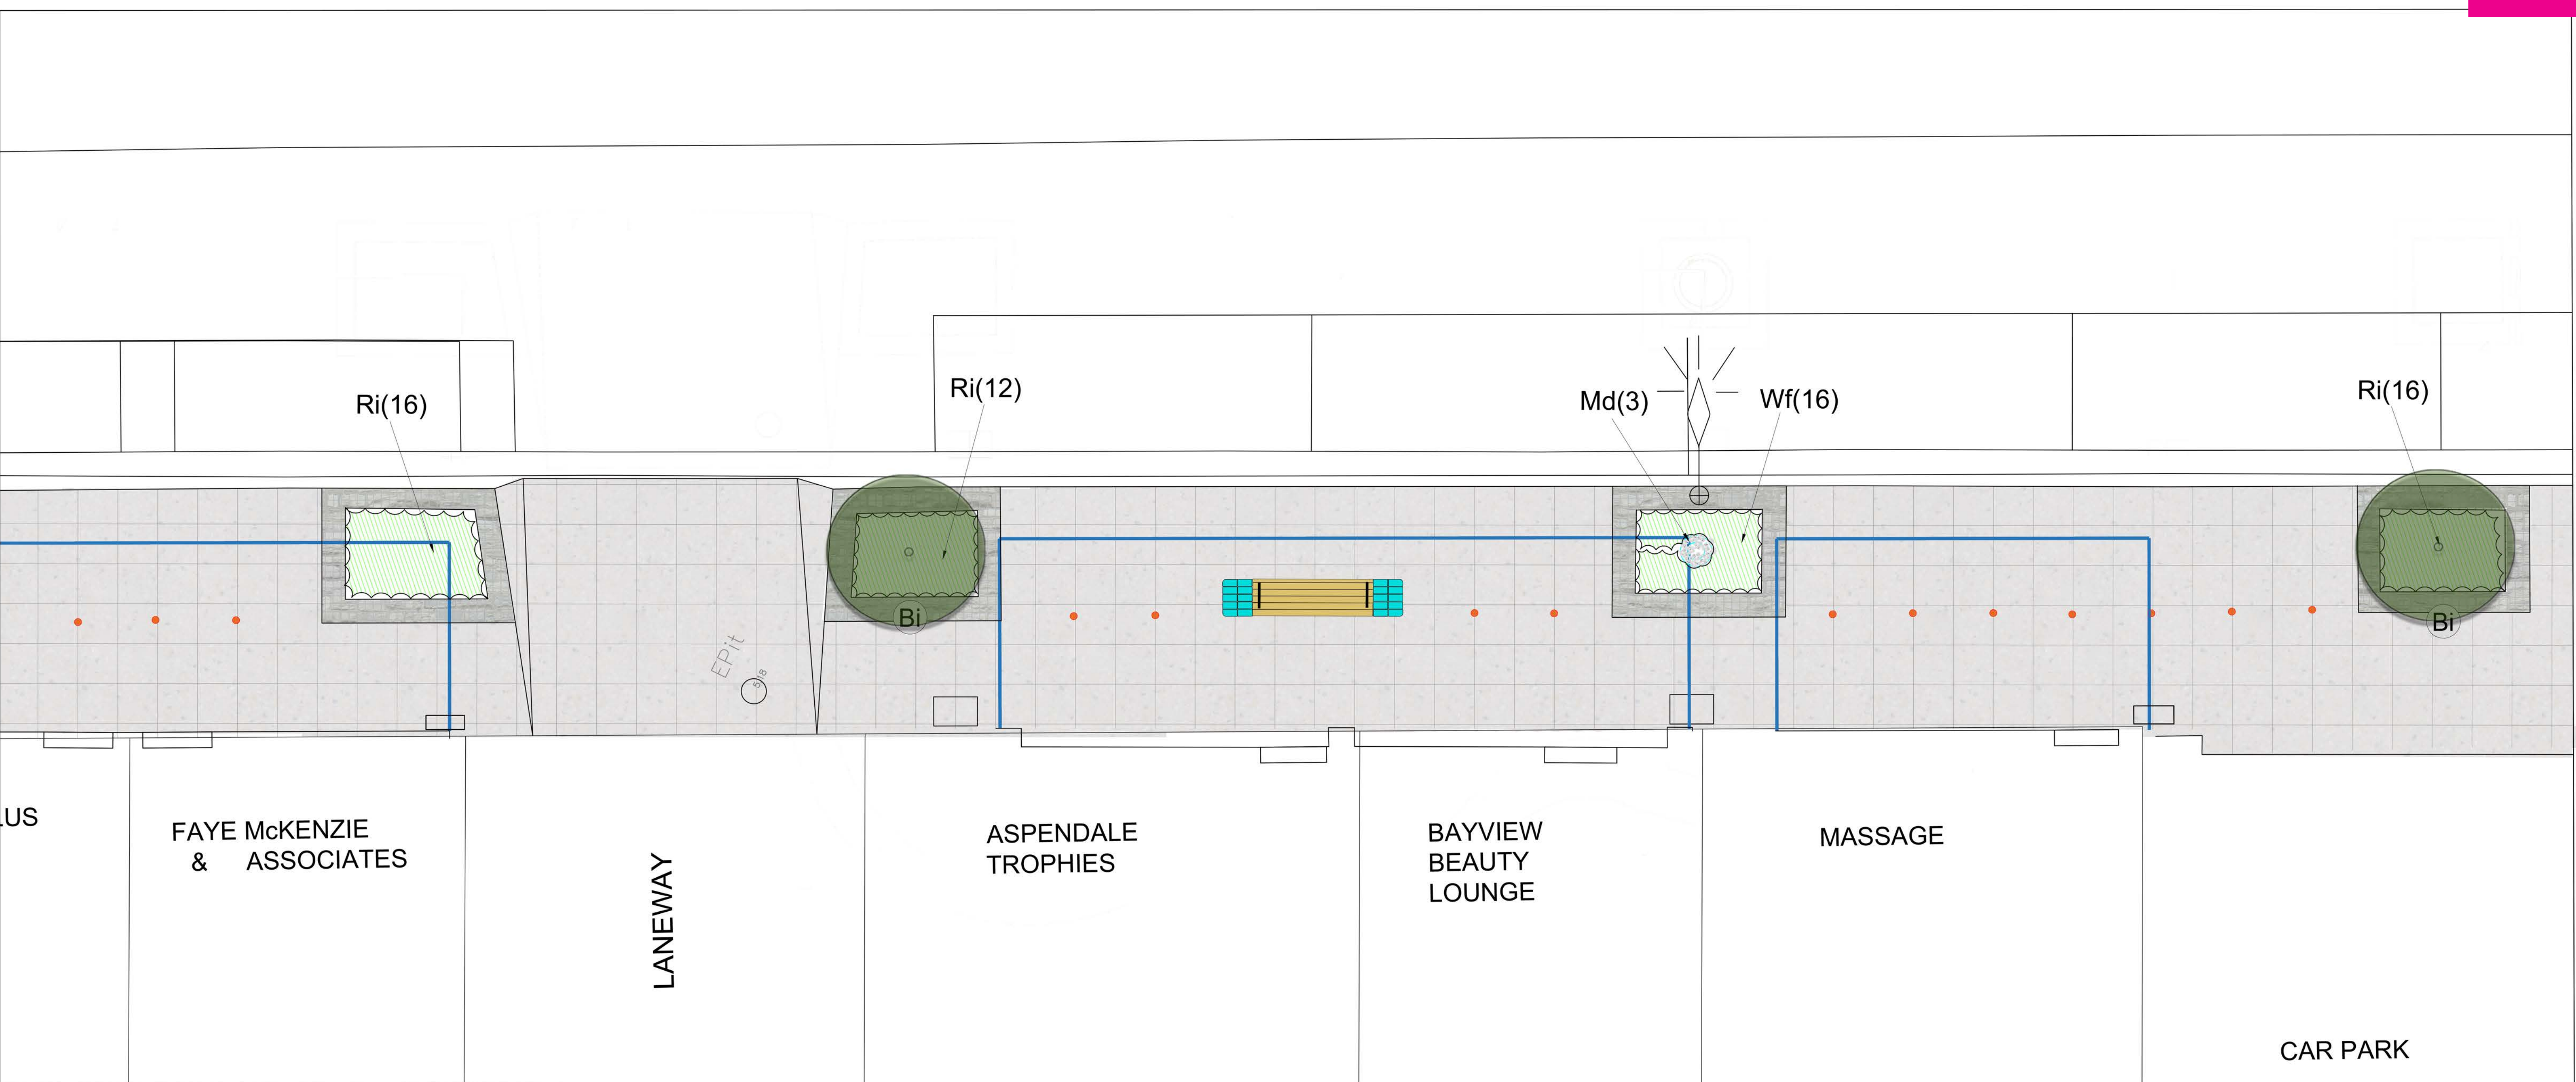 Ri(16)
Ri(12)
Md(3)
Wf(16)
Ri(16)
Bi
Bi
EPit
LUS
FAYE McKENZIE
& ASSOCIATES
LANEWAY
ASPENDALE
TROPHIES
BAYVIEW
BEAUTY
LOUNGE
MASSAGE
CAR PARK